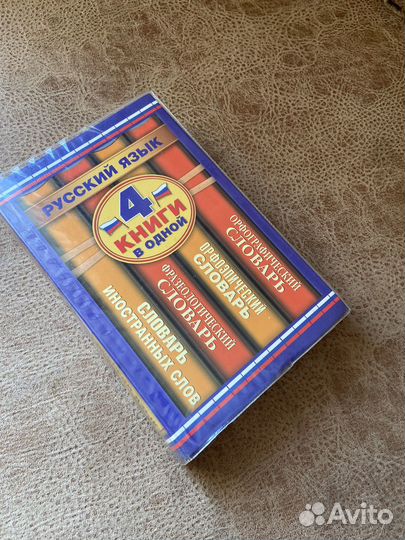 РУССКИЙ ЯЗЫК
4
КНИГИ
В ОДНОЙ
ОРФОГРАФИЧЕСКИЙ
СЛОВАРЬ
ОРФОЭПИЧЕСКИЙ
СЛОВАРЬ
ФРАЗЕОЛОГИЧЕСКИЙ
СЛОВАРЬ
СЛОВАРЬ
ИНОСТРАННЫХ СЛОВ
Avito